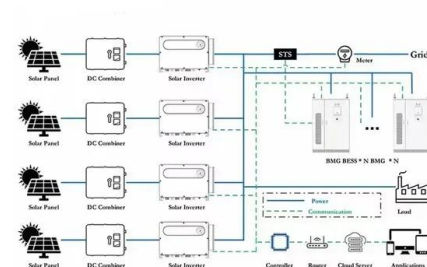 STS
Meter
Grid
Solar Panel
DC Combiner
Solar Inverter
Solar Panel
DC Combiner
Solar Inverter
BMG BESS * N BMG * N
Solar Panel
DC Combiner
Solar Inverter
Power
Communication
Load
Solar Panel
DC Combiner
Solar Inverter
Controller
Router
Cloud Server
Applications